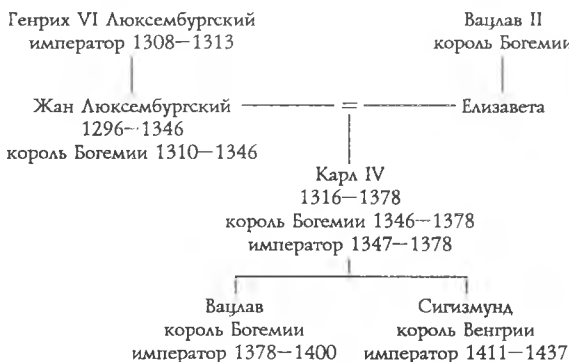 Генрих VI Люксембургский
император 1308—1313
Вацлав II
король Богемии
Жан Люксембургский
1296—1346
король Богемии 1310—1346
=
Елизавета
Карл IV
1316—1378
король Богемии 1346—1378
император 1347—1378
Вацлав
король Богемии
император 1378—1400
Сигизмунд
король Венгрии
император 1411—1437